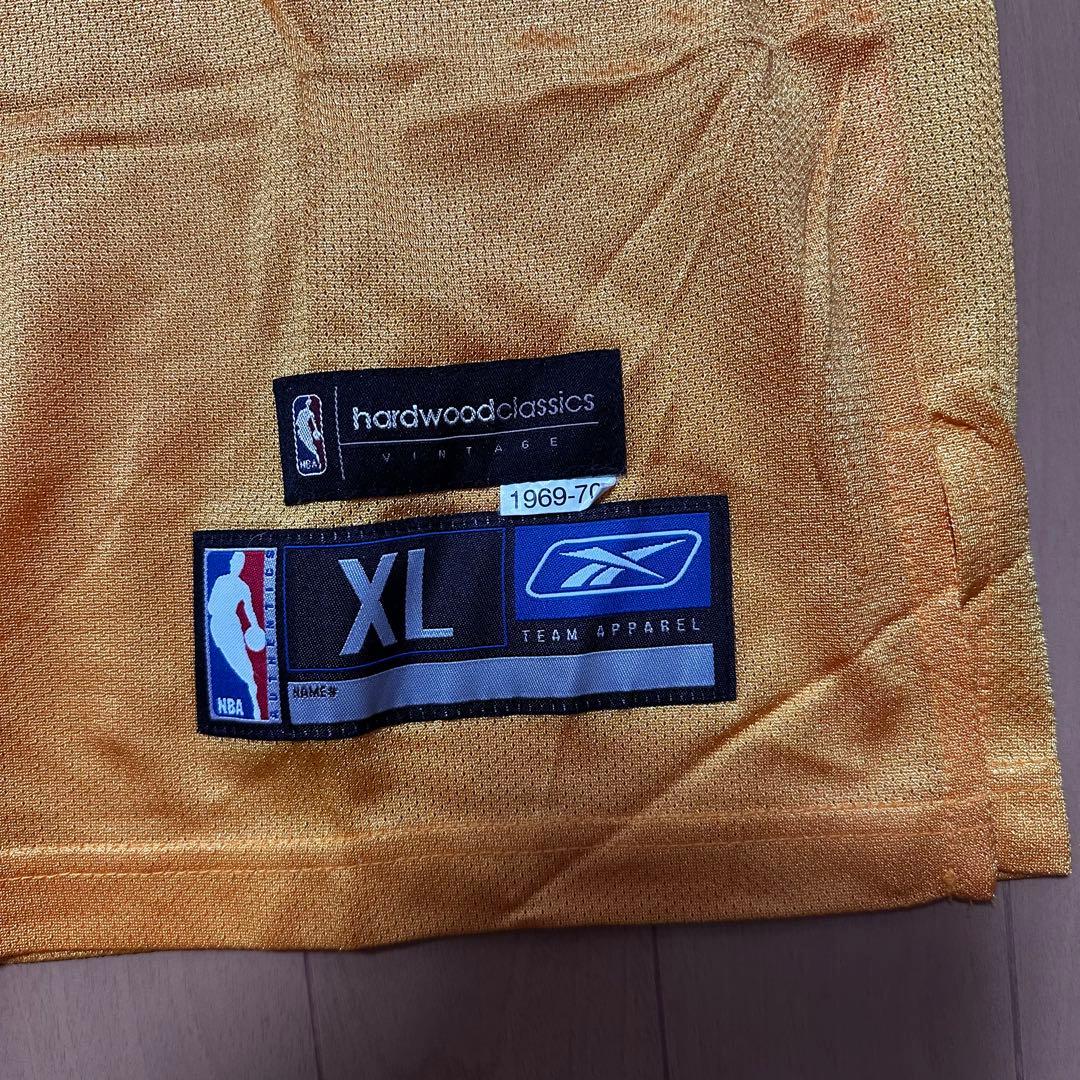 NBA
hardwoodclassics
VINTAGE
1969-70
NBA
AUTHENTICS
XL
TEAM APPAREL
NAME#